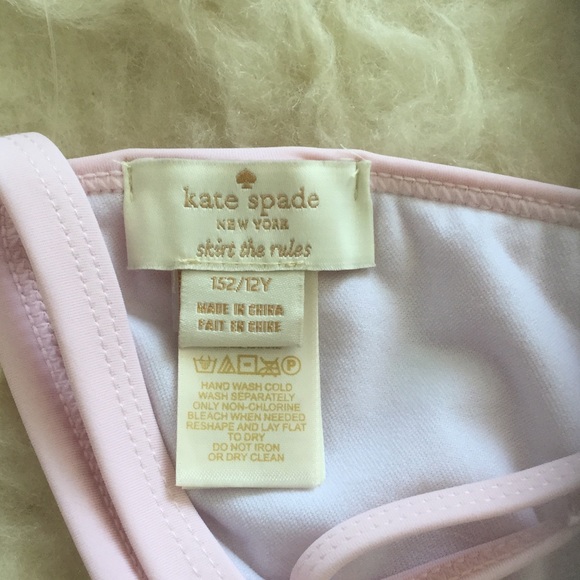 kate spade
NEW YORK
skirt the rules
152/12Y
MADE IN CHINA
FAIT EN CHINE
P
HAND WASH COLD
WASH SEPARATELY
ONLY NON-CHLORINE
BLEACH WHEN NEEDED
RESHAPE AND LAY FLAT
TO DRY
DO NOT IRON
OR DRY CLEAN